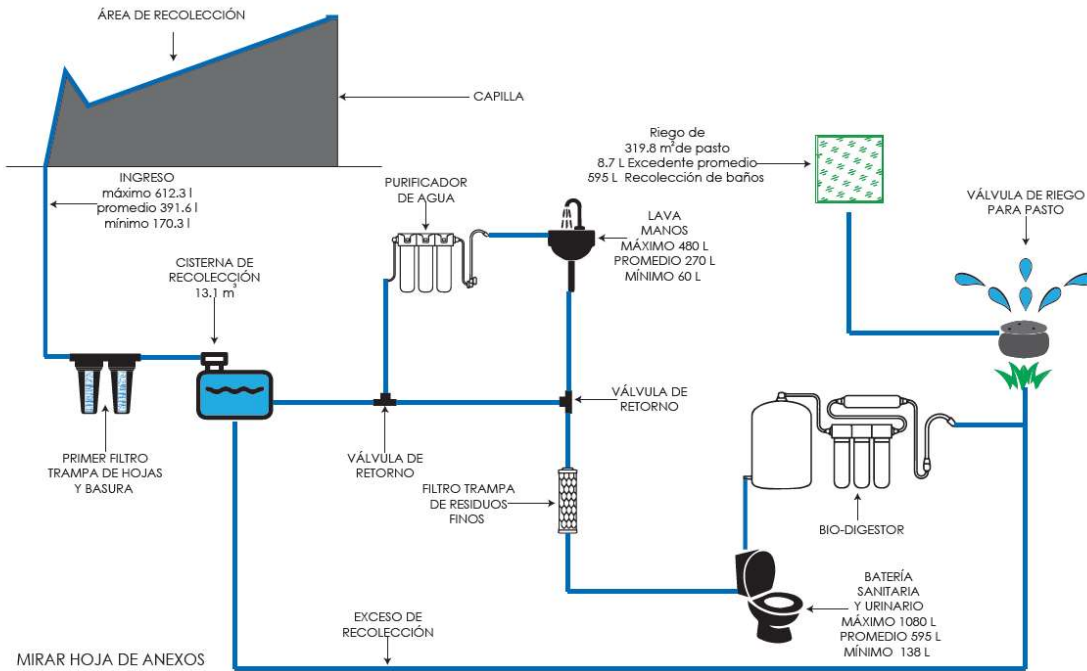 ÁREA DE RECOLECCIÓN
CAPILLA
INGRESO
máximo 612.3 l
promedio 391.6 l
mínimo 170.3 l
CISTERNA DE
RECOLECCIÓN
13.1 m³
PRIMER FILTRO
TRAMPA DE HOJAS
Y BASURA
PURIFICADOR
DE AGUA
LAVA
MANOS
MÁXIMO 480 L
PROMEDIO 270 L
MÍNIMO 60 L
Riego de
319.8 m³de pasto
8.7 L Excedente promedio
595 L Recolección de baños
VÁLVULA DE RIEGO
PARA PASTO
VÁLVULA DE
RETORNO
VÁLVULA DE
RETORNO
FILTRO TRAMPA
DE RESIDUOS
FINOS
BIO-DIGESTOR
BATERÍA
SANITARIA
Y URINARIO
MÁXIMO 1080 L
PROMEDIO 595 L
MÍNIMO 138 L
EXCESO DE
RECOLECCIÓN
MIRAR HOJA DE ANEXOS